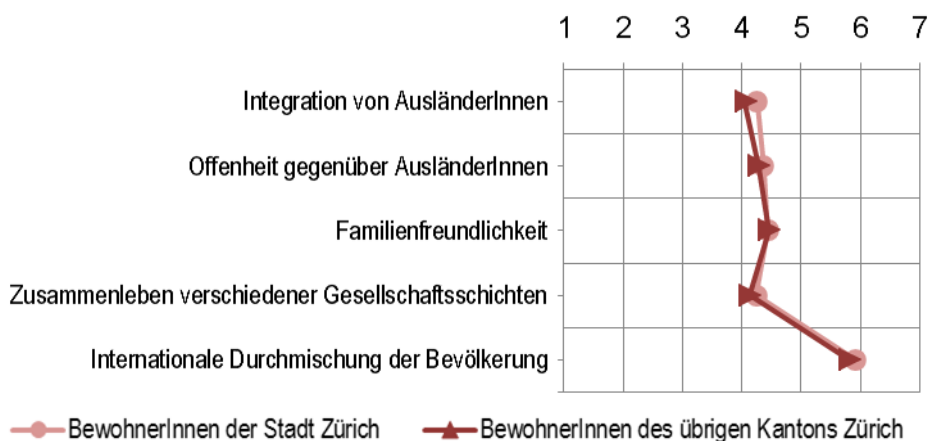 1 2 3 4 5 6 7
Integration von AusländerInnen
Offenheit gegenüber AusländerInnen
Familienfreundlichkeit
Zusammenleben verschiedener Gesellschaftsschichten
Internationale Durchmischung der Bevölkerung
BewohnerInnen der Stadt Zürich BewohnerInnen des übrigen Kantons Zürich